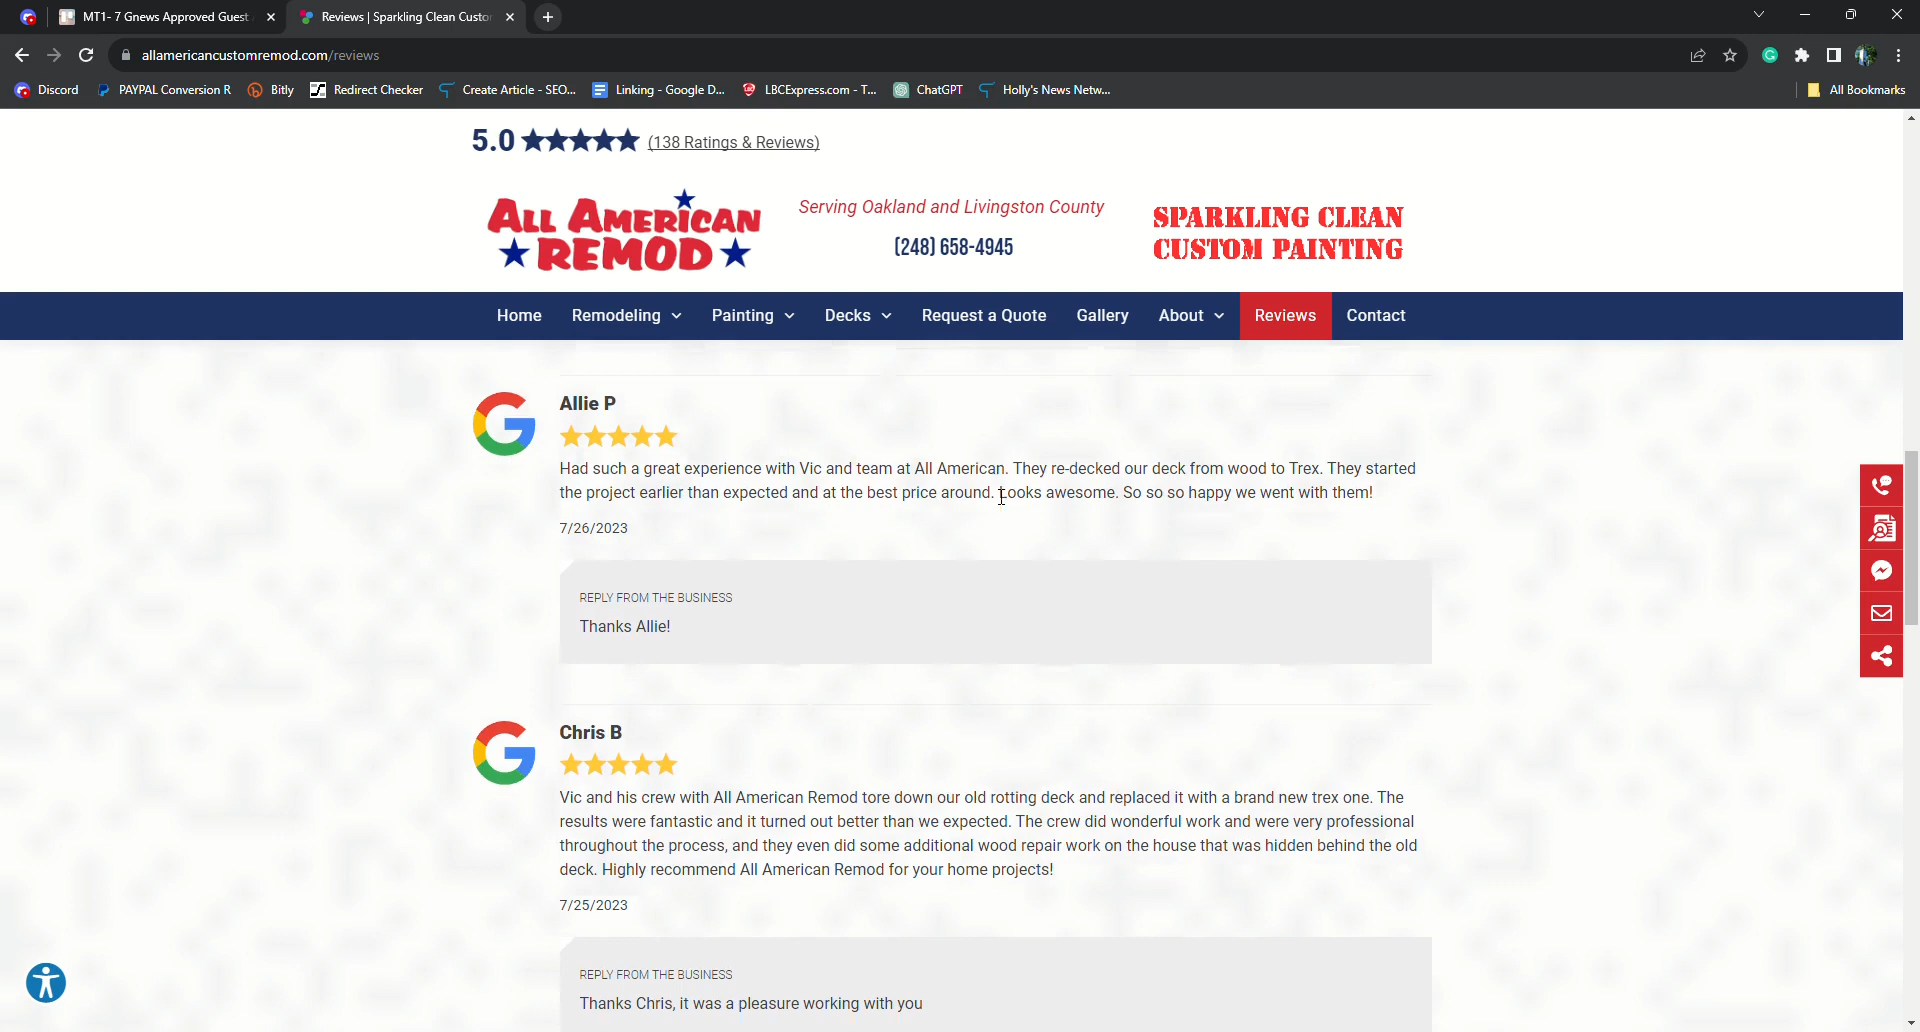 MT1- 7 Gnews Approved Guest
Reviews | Sparkling Clean Custo
allamericancustomremod.com/reviews
Discord
PAYPAL Conversion R
Bitly
Redirect Checker
Create Article - SEO...
Linking - Google D...
LBCExpress.com - T...
ChatGPT
Holly's News Netw...
All Bookmarks
5.0 (138 Ratings & Reviews)
ALL AMERICAN
REMOD
Serving Oakland and Livingston County
(248) 658-4945
SPARKLING CLEAN
CUSTOM PAINTING
Home Remodeling Painting Decks Request a Quote Gallery About Reviews Contact
Allie P
Had such a great experience with Vic and team at All American. They re-decked our deck from wood to Trex. They started
the project earlier than expected and at the best price around. Looks awesome. So so so happy we went with them!
7/26/2023
REPLY FROM THE BUSINESS
Thanks Allie!
Chris B
Vic and his crew with All American Remod tore down our old rotting deck and replaced it with a brand new trex one. The
results were fantastic and it turned out better than we expected. The crew did wonderful work and were very professional
throughout the process, and they even did some additional wood repair work on the house that was hidden behind the old
deck. Highly recommend All American Remod for your home projects!
7/25/2023
REPLY FROM THE BUSINESS
Thanks Chris, it was a pleasure working with you